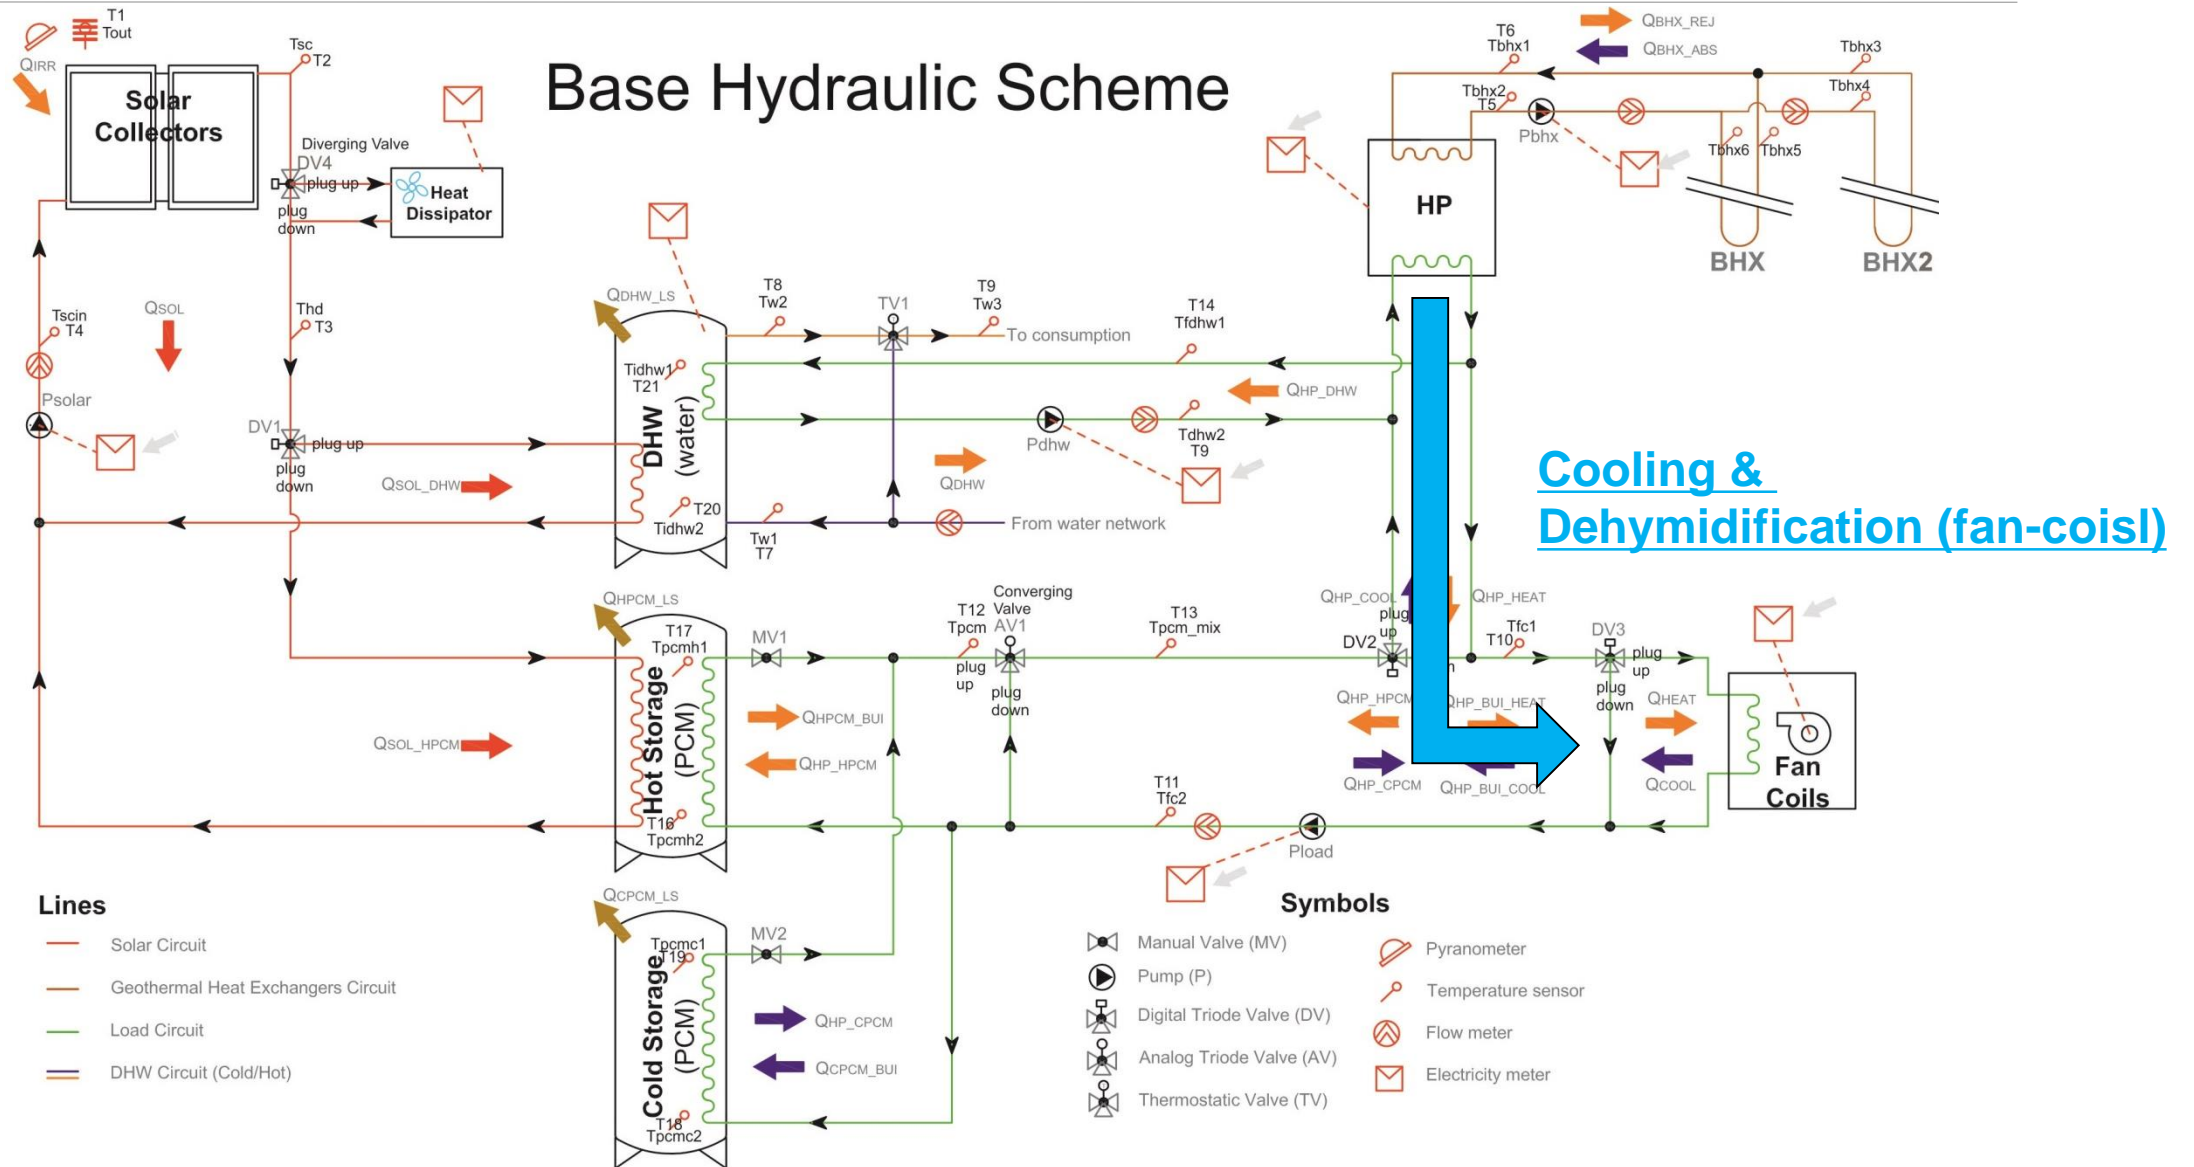 Base Hydraulic Scheme
T1
Tout
QIRR
Tsc
T2
Solar
Collectors
Diverging Valve
DV4
plug up
plug
down
Heat
Dissipator
Tscin
T4
QSOL
Thd
T3
Psolar
DV1
plug up
plug
down
QSOL_DHW
QSOL_HPCM
QDHW_LS
Tidhw1
T21
DHW
(water)
T20
Tidhw2
T8
Tw2
TV1
T9
Tw3
To consumption
T14
Tfdhw1
QHP_DHW
Pdhw
Tdhw2
T9
QDHW
Tw1
T7
From water network
QHPCM_LS
T17
Tpcmh1
Hot Storage
(PCM)
T16
Tpcmh2
MV1
QHPCM_BUI
QHP_HPCM
T12
Tpcm
plug
up
Converging
Valve
AV1
plug
down
T13
Tpcm_mix
QCPCM_LS
Tpcmc1
T19
Cold Storage
(PCM)
T18
Tpcmc2
MV2
QHP_CPCM
QCPCM_BUI
T6
Tbhx1
QBHX_REJ
QBHX_ABS
Tbhx3
Tbhx2
T5
Tbhx4
Pbhx
Tbhx6
Tbhx5
HP
BHX
BHX2
Cooling &
Dehymidification (fan-coisl)
QHP_COOL
plug
up
DV2
QHP_HEAT
Tfc1
T10
DV3
plug
up
plug
down
QHP_HPCM
QHP_BUI_HEAT
QHEAT
QHP_CPCM
QHP_BUI_COOL
QCOOL
Fan
Coils
T11
Tfc2
Pload
Lines
Solar Circuit
Geothermal Heat Exchangers Circuit
Load Circuit
DHW Circuit (Cold/Hot)
Symbols
Manual Valve (MV)
Pump (P)
Digital Triode Valve (DV)
Analog Triode Valve (AV)
Thermostatic Valve (TV)
Pyranometer
Temperature sensor
Flow meter
Electricity meter